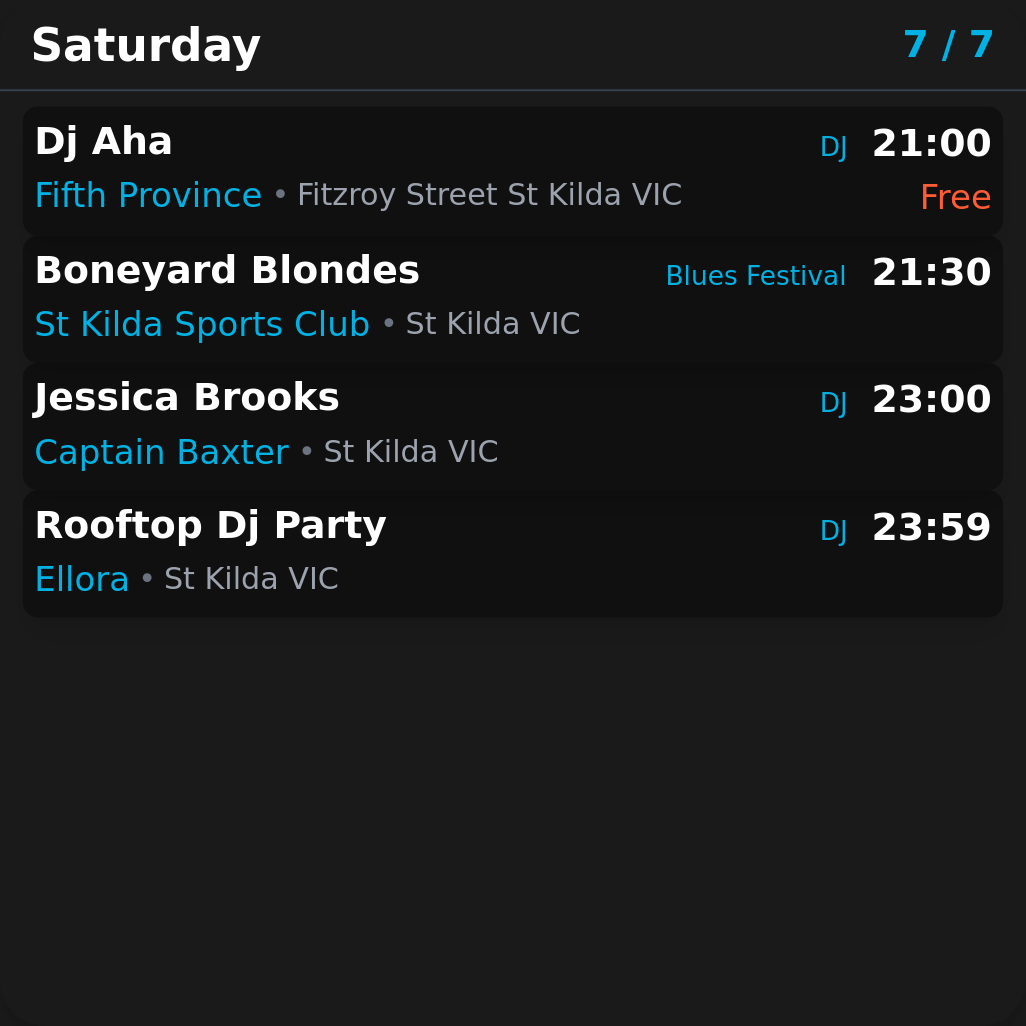 Saturday 7 / 7
Dj Aha DJ 21:00
Fifth Province • Fitzroy Street St Kilda VIC Free
Boneyard Blondes Blues Festival 21:30
St Kilda Sports Club • St Kilda VIC
Jessica Brooks DJ 23:00
Captain Baxter • St Kilda VIC
Rooftop Dj Party DJ 23:59
Ellora • St Kilda VIC